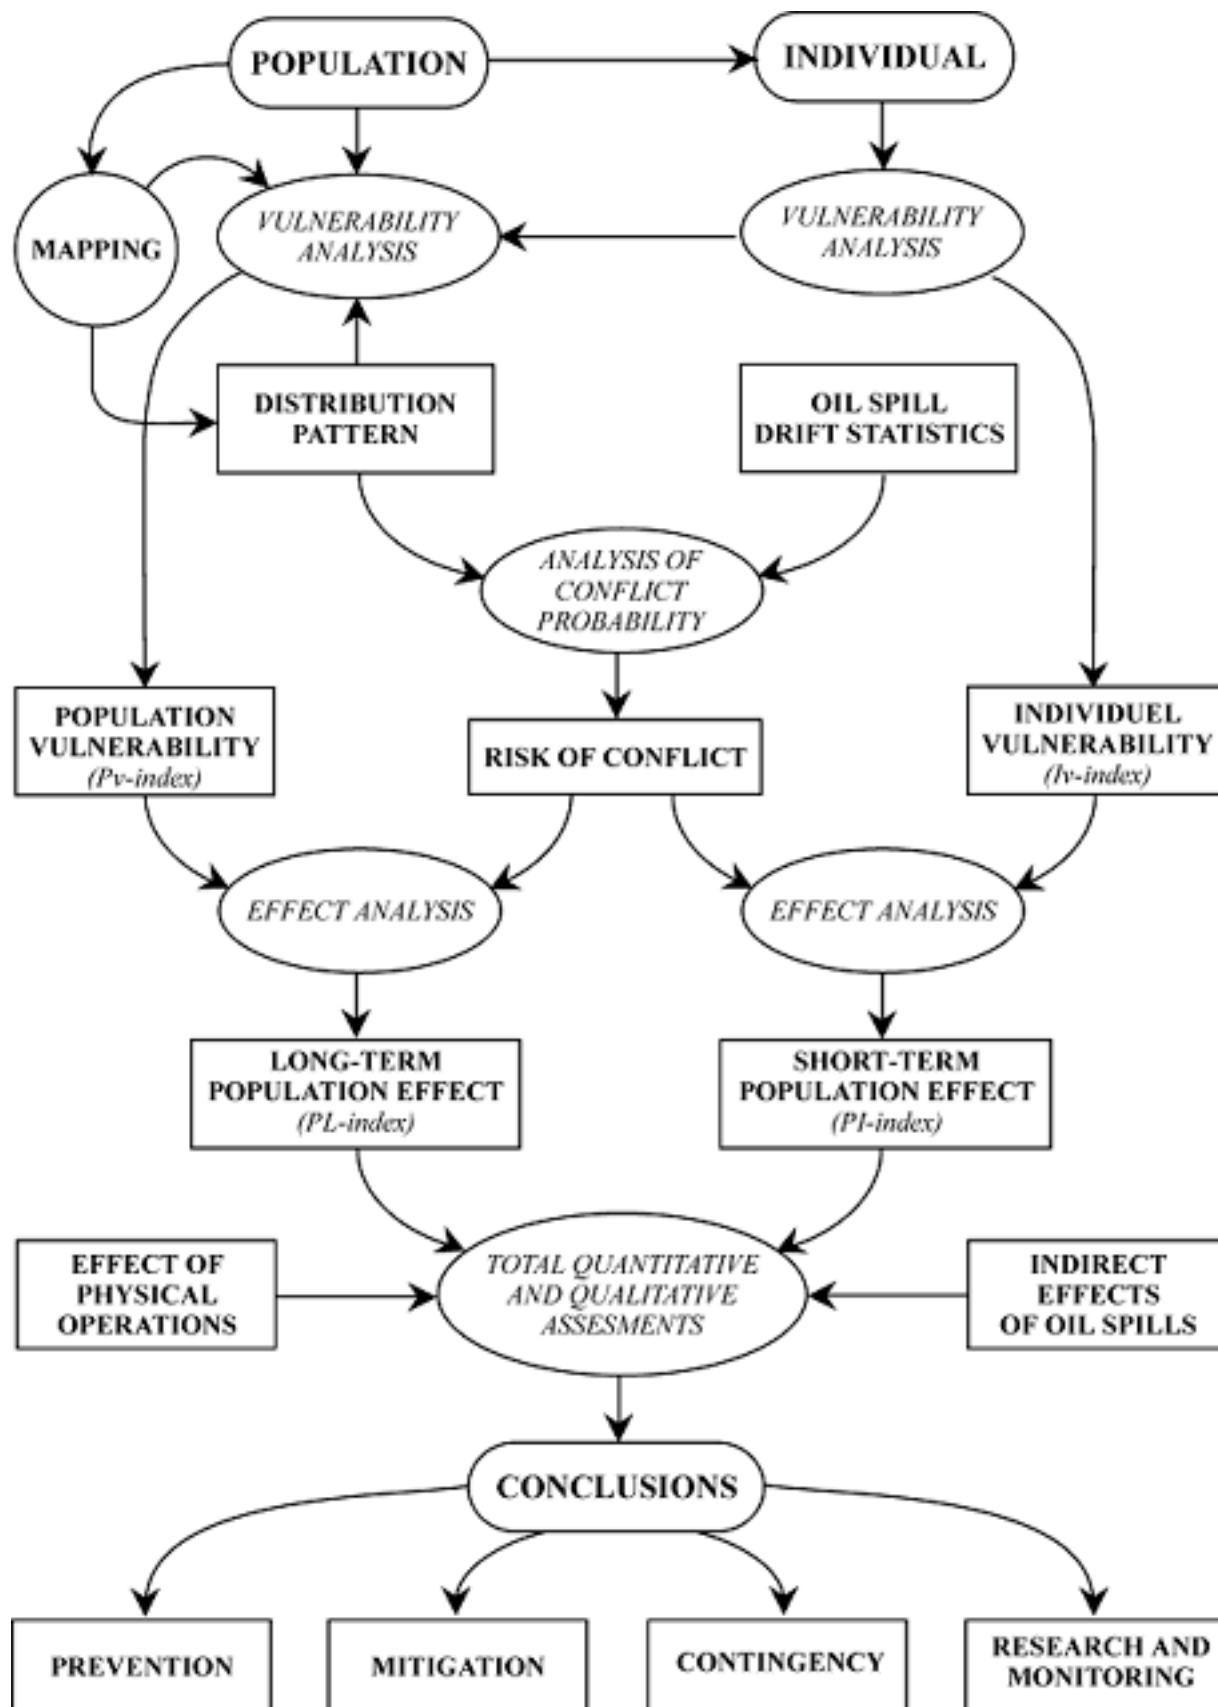 POPULATION
INDIVIDUAL
MAPPING
VULNERABILITY
ANALYSIS
VULNERABILITY
ANALYSIS
DISTRIBUTION
PATTERN
OIL SPILL
DRIFT STATISTICS
ANALYSIS OF
CONFLICT
PROBABILITY
POPULATION
VULNERABILITY
(Pv-index)
RISK OF CONFLICT
INDIVIDUEL
VULNERABILITY
(Iv-index)
EFFECT ANALYSIS
EFFECT ANALYSIS
LONG-TERM
POPULATION EFFECT
(PL-index)
SHORT-TERM
POPULATION EFFECT
(PI-index)
EFFECT OF
PHYSICAL
OPERATIONS
TOTAL QUANTITATIVE
AND QUALITATIVE
ASSESMENTS
INDIRECT
EFFECTS
OF OIL SPILLS
CONCLUSIONS
PREVENTION
MITIGATION
CONTINGENCY
RESEARCH AND
MONITORING